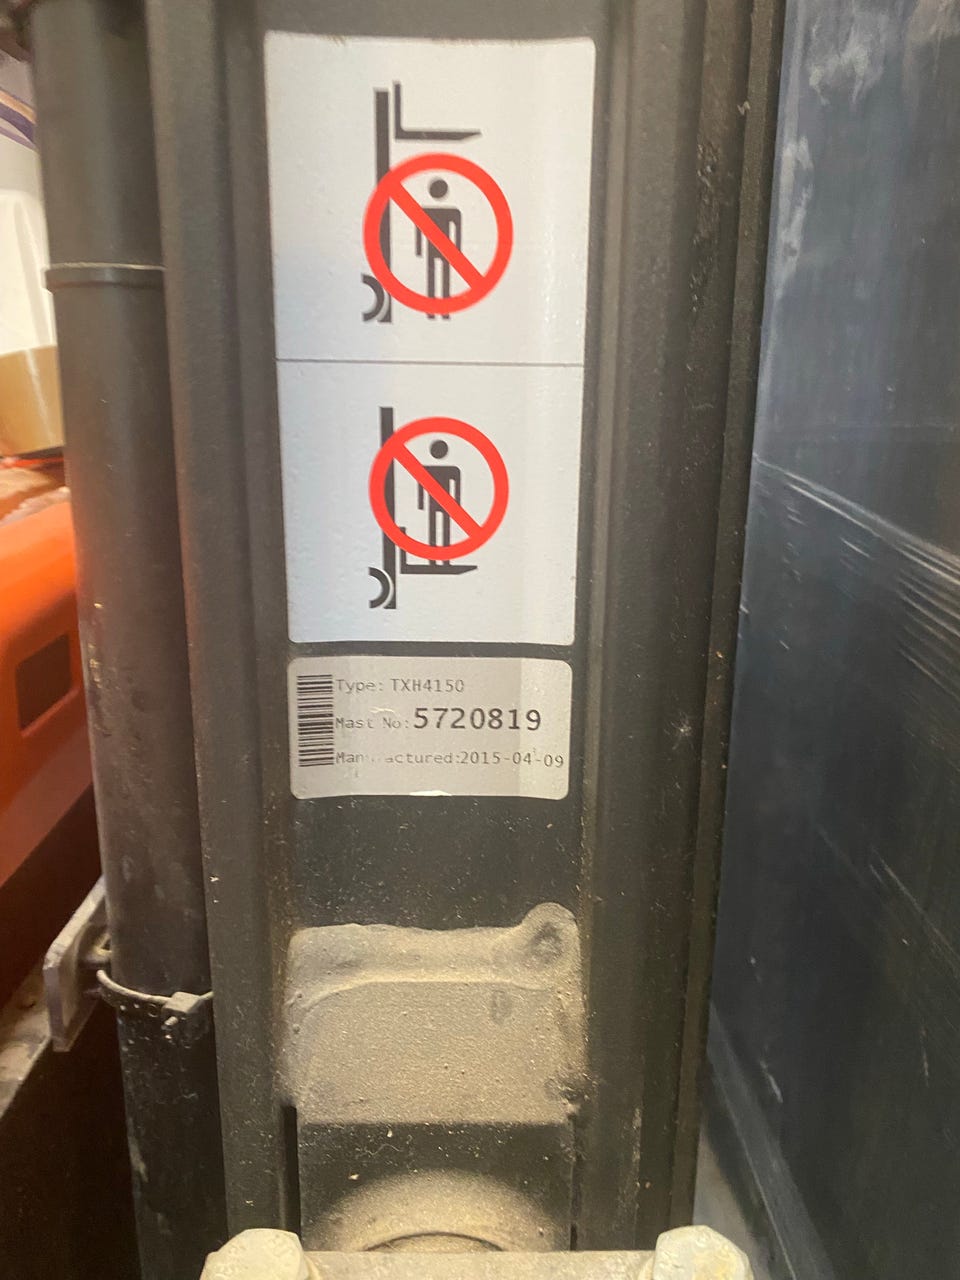 Type: TXH4150
Mast No: 5720819
Manufactured: 2015-04-09